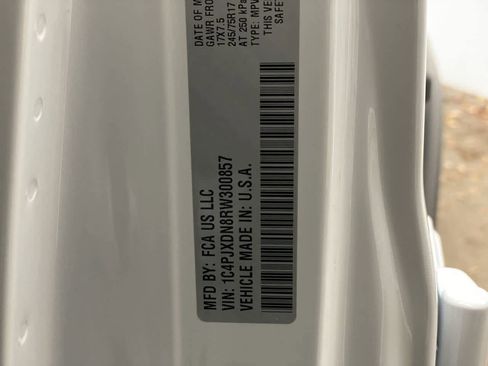 MFD BY: FCA US LLC
VIN: 1C4PJXDN8RW300857
VEHICLE MADE IN: U.S.A.
DATE OF M
GAWR FRO
17X7.5
245/75R17
AT 250 kPa
TYPE: MPV
THIS VE
SAFE